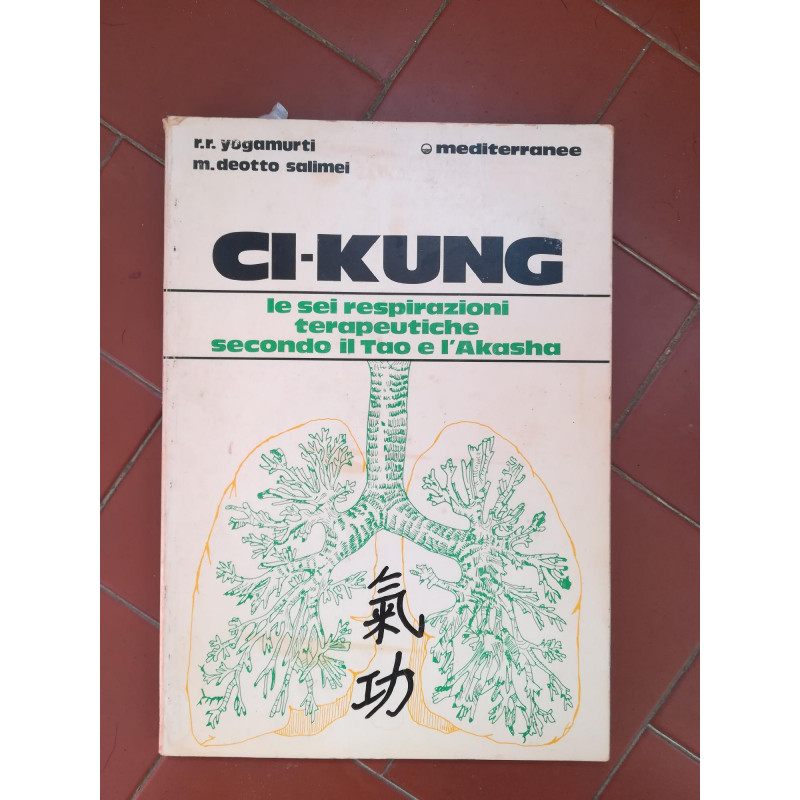 r.r. yogamurti
m. deotto salimei
mediterranee
CI-KUNG
le sei respirazioni
terapeutiche
secondo il Tao e l'Akasha
氣
功